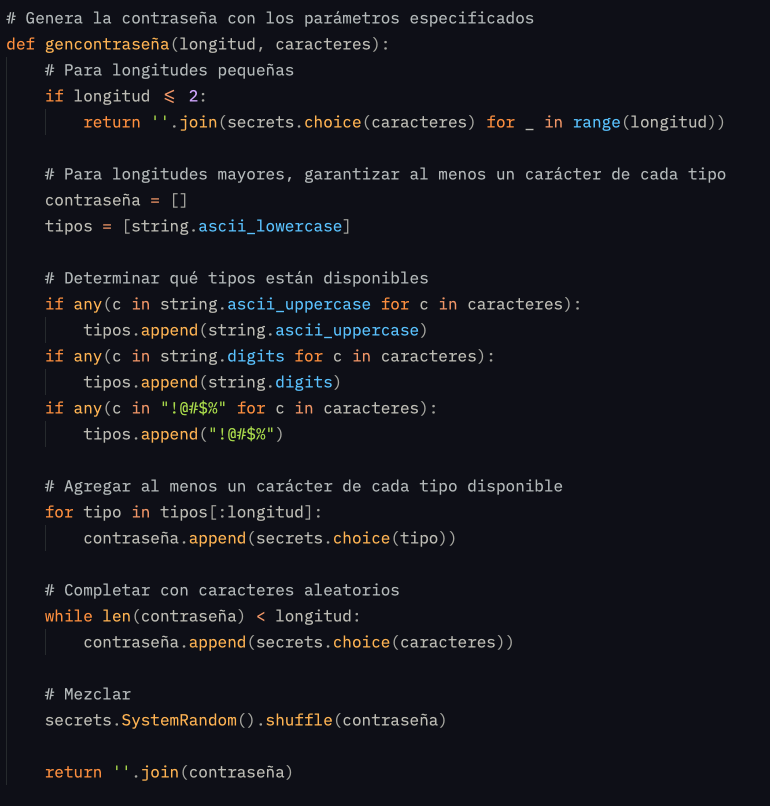 # Genera la contraseña con los parámetros especificados
def gencontraseña(longitud, caracteres):
    # Para longitudes pequeñas
    if longitud ≤ 2:
        return ''.join(secrets.choice(caracteres) for _ in range(longitud))

    # Para longitudes mayores, garantizar al menos un carácter de cada tipo
    contraseña = []
    tipos = [string.ascii_lowercase]

    # Determinar qué tipos están disponibles
    if any(c in string.ascii_uppercase for c in caracteres):
        tipos.append(string.ascii_uppercase)
    if any(c in string.digits for c in caracteres):
        tipos.append(string.digits)
    if any(c in "!@#$%" for c in caracteres):
        tipos.append("!@#$%")

    # Agregar al menos un carácter de cada tipo disponible
    for tipo in tipos[:longitud]:
        contraseña.append(secrets.choice(tipo))

    # Completar con caracteres aleatorios
    while len(contraseña) < longitud:
        contraseña.append(secrets.choice(caracteres))

    # Mezclar
    secrets.SystemRandom().shuffle(contraseña)

    return ''.join(contraseña)